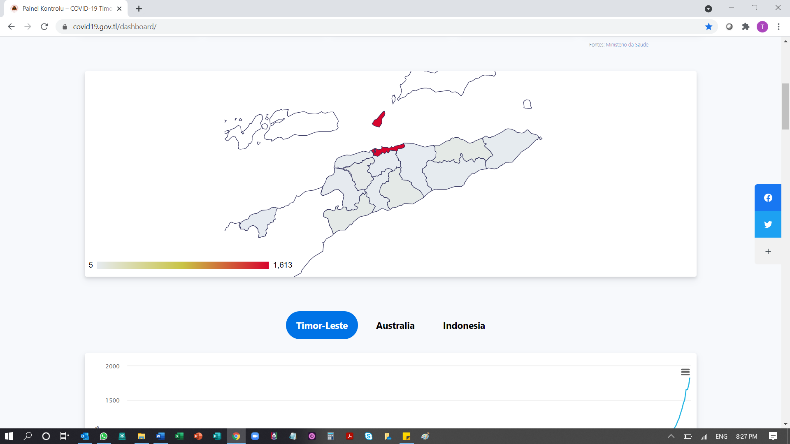 Painel Kontrolu – COVID-19 Timo
covid19.gov.tl/dashboard/
T
Fonte: Ministerio da Saúde
5
1,613
Timor-Leste
Australia
Indonesia
2000
1500
ENG
8:27 PM